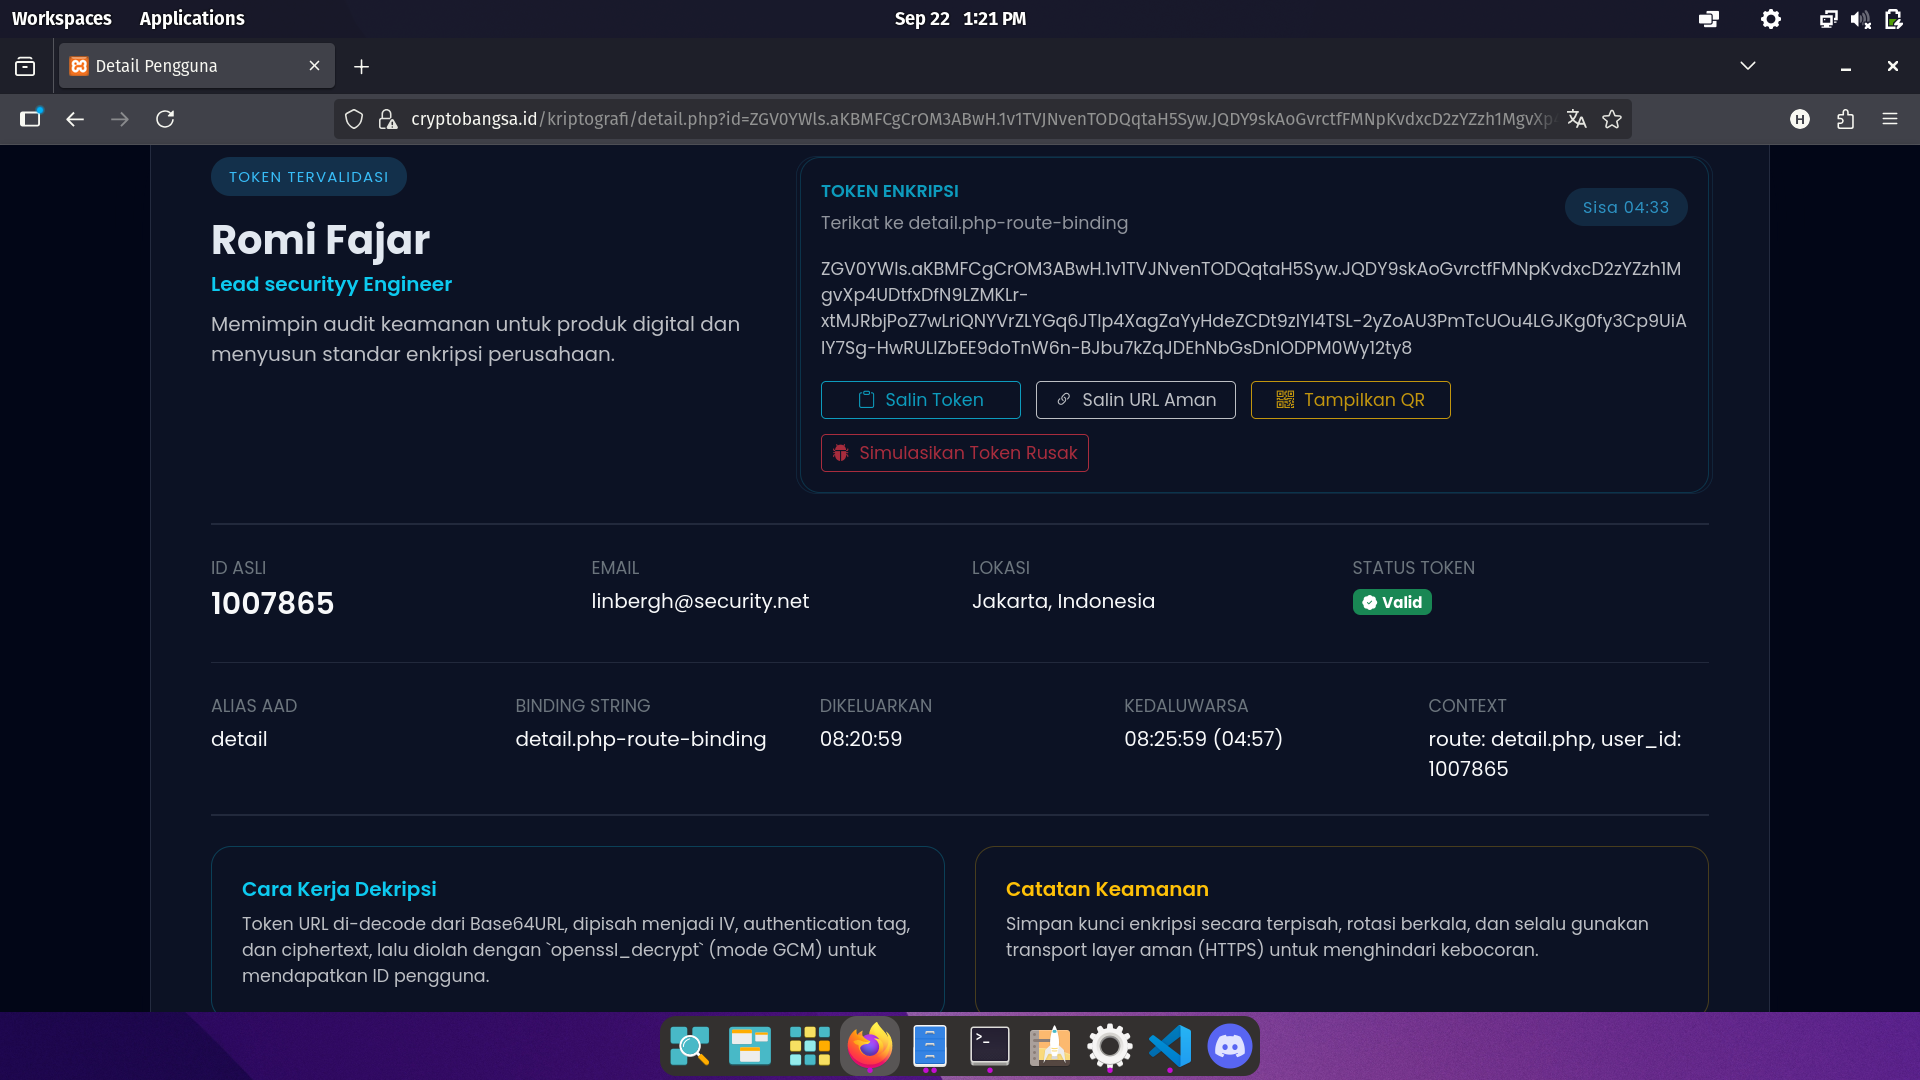 Workspaces Applications Sep 22 1:21 PM
Detail Pengguna
cryptobangsa.id/kriptografi/detail.php?id=ZGV0YWls.aKBMFCgCrOM3ABwH.1v1TVJNvenTODQqtaH5Syw.JQDY9skAoGvrctfFMNpKvdxcD2zYZzh1MgvXp
H
TOKEN TERVALIDASI
Romi Fajar
Lead securityy Engineer
Memimpin audit keamanan untuk produk digital dan
menyusun standar enkripsi perusahaan.
TOKEN ENKRIPSI
Terikat ke detail.php-route-binding
Sisa 04:33
ZGV0YWls.aKBMFCgCrOM3ABwH.1v1TVJNvenTODQqtaH5Syw.JQDY9skAoGvrctfFMNpKvdxcD2zYZzh1M
gvXp4UDtfxDfN9LZMKLr-
xtMJRbjPoZ7wLriQNYVrZLYGq6JTlp4XagZaYyHdeZCDt9zlYI4TSL-2yZoAU3PmTcUOu4LGJKg0fy3Cp9UiA
IY7Sg-HwRULIZbEE9doTnW6n-BJbu7kZqJDEhNbGsDnlODPM0Wy12ty8
Salin Token
Salin URL Aman
Tampilkan QR
Simulasikan Token Rusak
ID ASLI
1007865
EMAIL
linbergh@security.net
LOKASI
Jakarta, Indonesia
STATUS TOKEN
Valid
ALIAS AAD
detail
BINDING STRING
detail.php-route-binding
DIKELUARKAN
08:20:59
KEDALUWARSA
08:25:59 (04:57)
CONTEXT
route: detail.php, user_id:
1007865
Cara Kerja Dekripsi
Token URL di-decode dari Base64URL, dipisah menjadi IV, authentication tag,
dan ciphertext, lalu diolah dengan `openssl_decrypt` (mode GCM) untuk
mendapatkan ID pengguna.
Catatan Keamanan
Simpan kunci enkripsi secara terpisah, rotasi berkala, dan selalu gunakan
transport layer aman (HTTPS) untuk menghindari kebocoran.